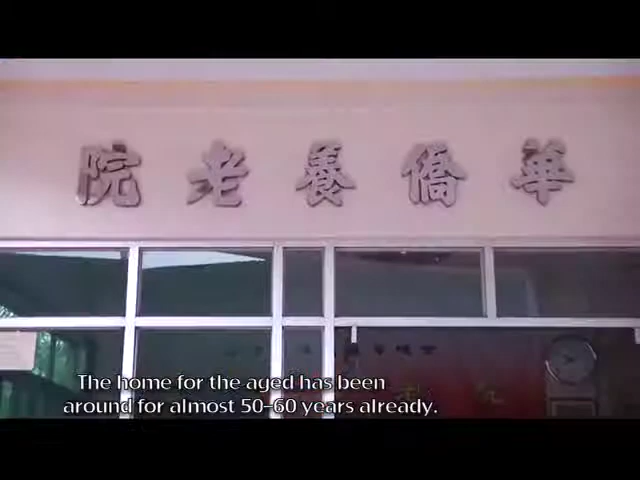 華僑養老院
The home for the aged has been
around for almost 50-60 years already.